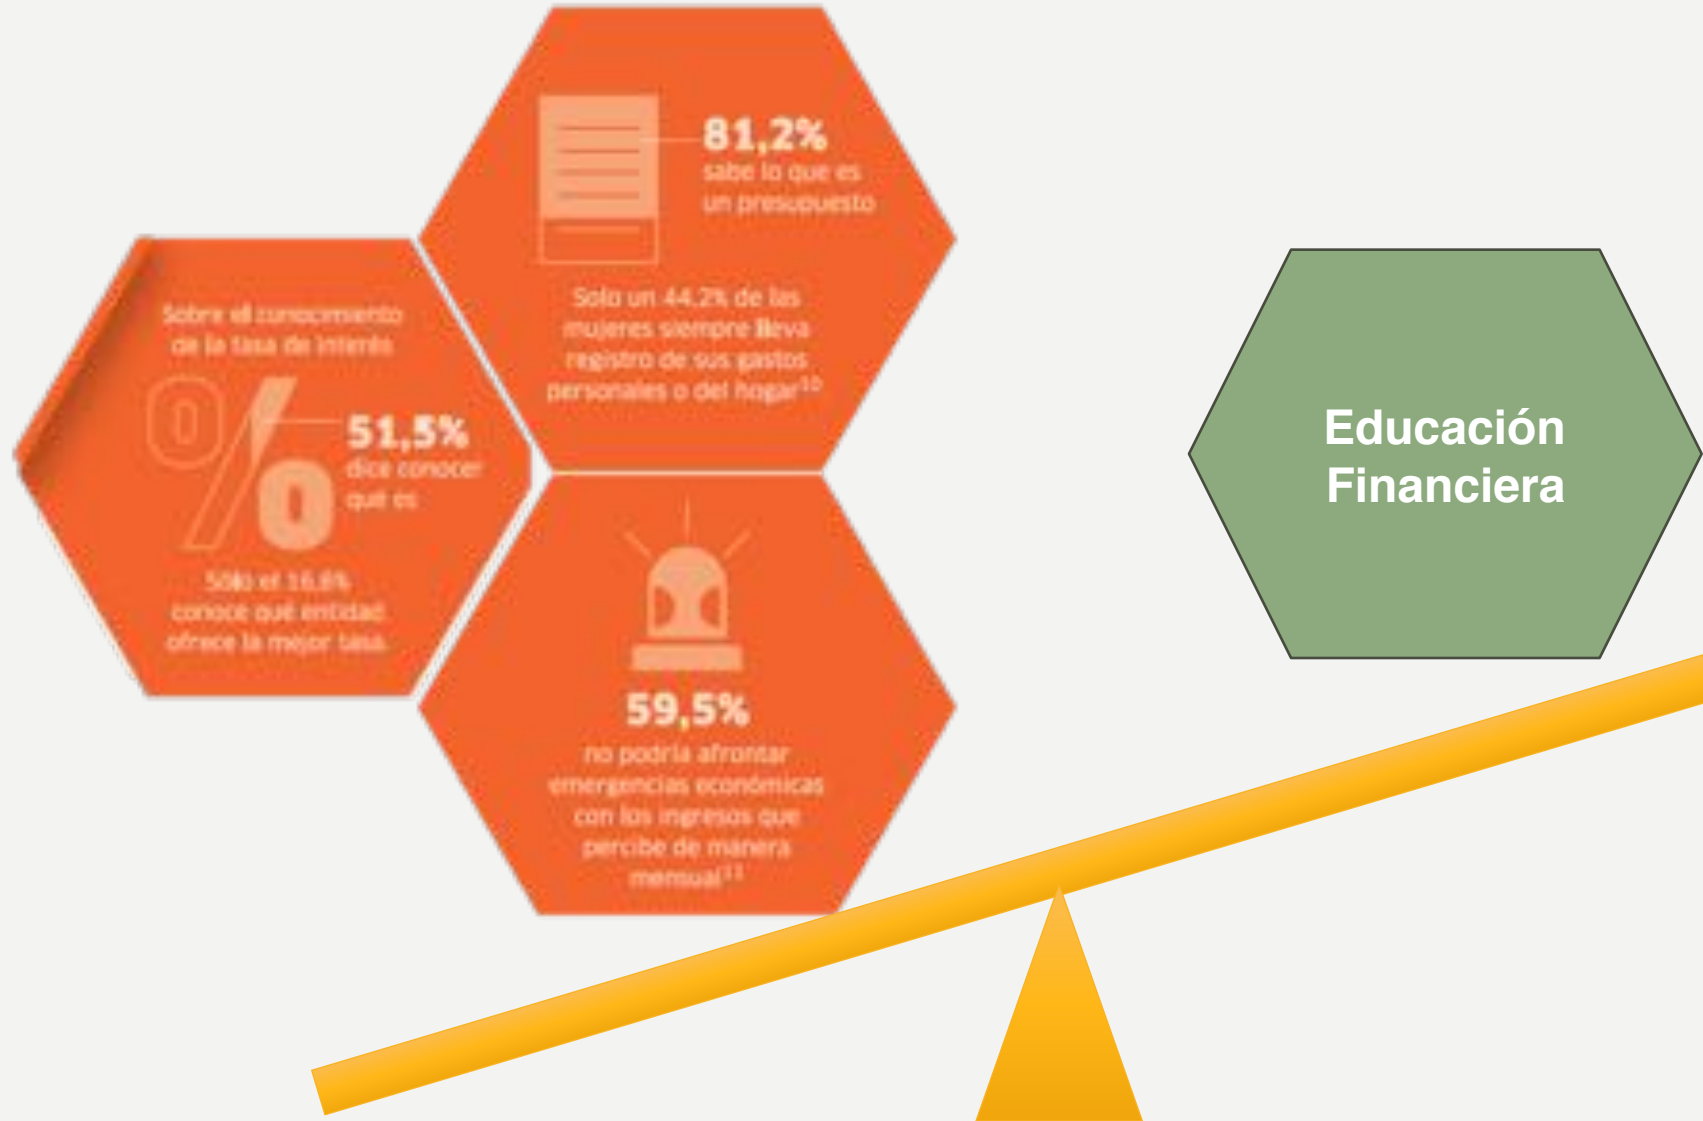 81,2%
sabe lo que es
un presupuesto
Solo un 44.2% de las
mujeres siempre lleva
registro de sus gastos
personales o del hogar¹⁰
Sobre el conocimiento
de la tasa de interés
51,5%
dice conocer
qué es
Sólo el 16.8%
conoce qué entidad
ofrece la mejor tasa.
59,5%
no podría afrontar
emergencias económicas
con los ingresos que
percibe de manera
mensual¹¹
Educación
Financiera